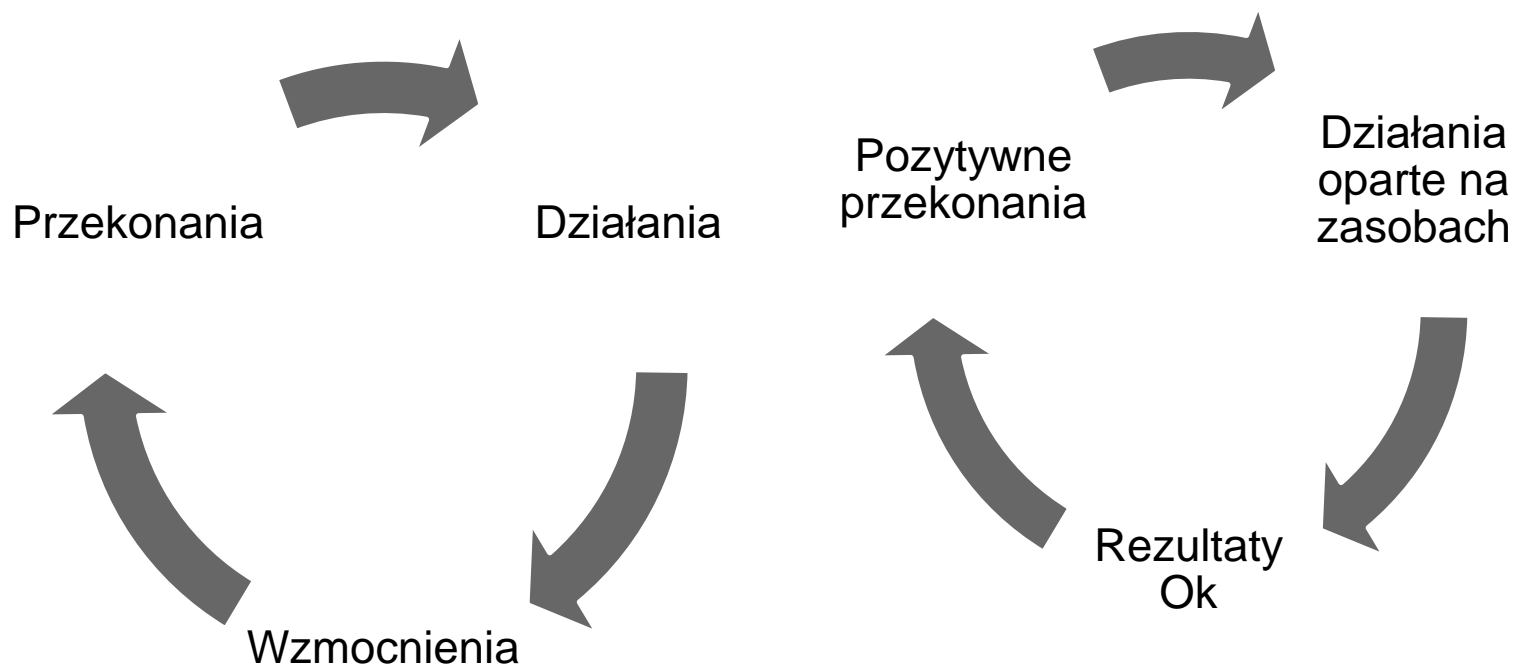 Przekonania
Działania
Wzmocnienia
Pozytywne
przekonania
Działania
oparte na
zasobach
Rezultaty
Ok